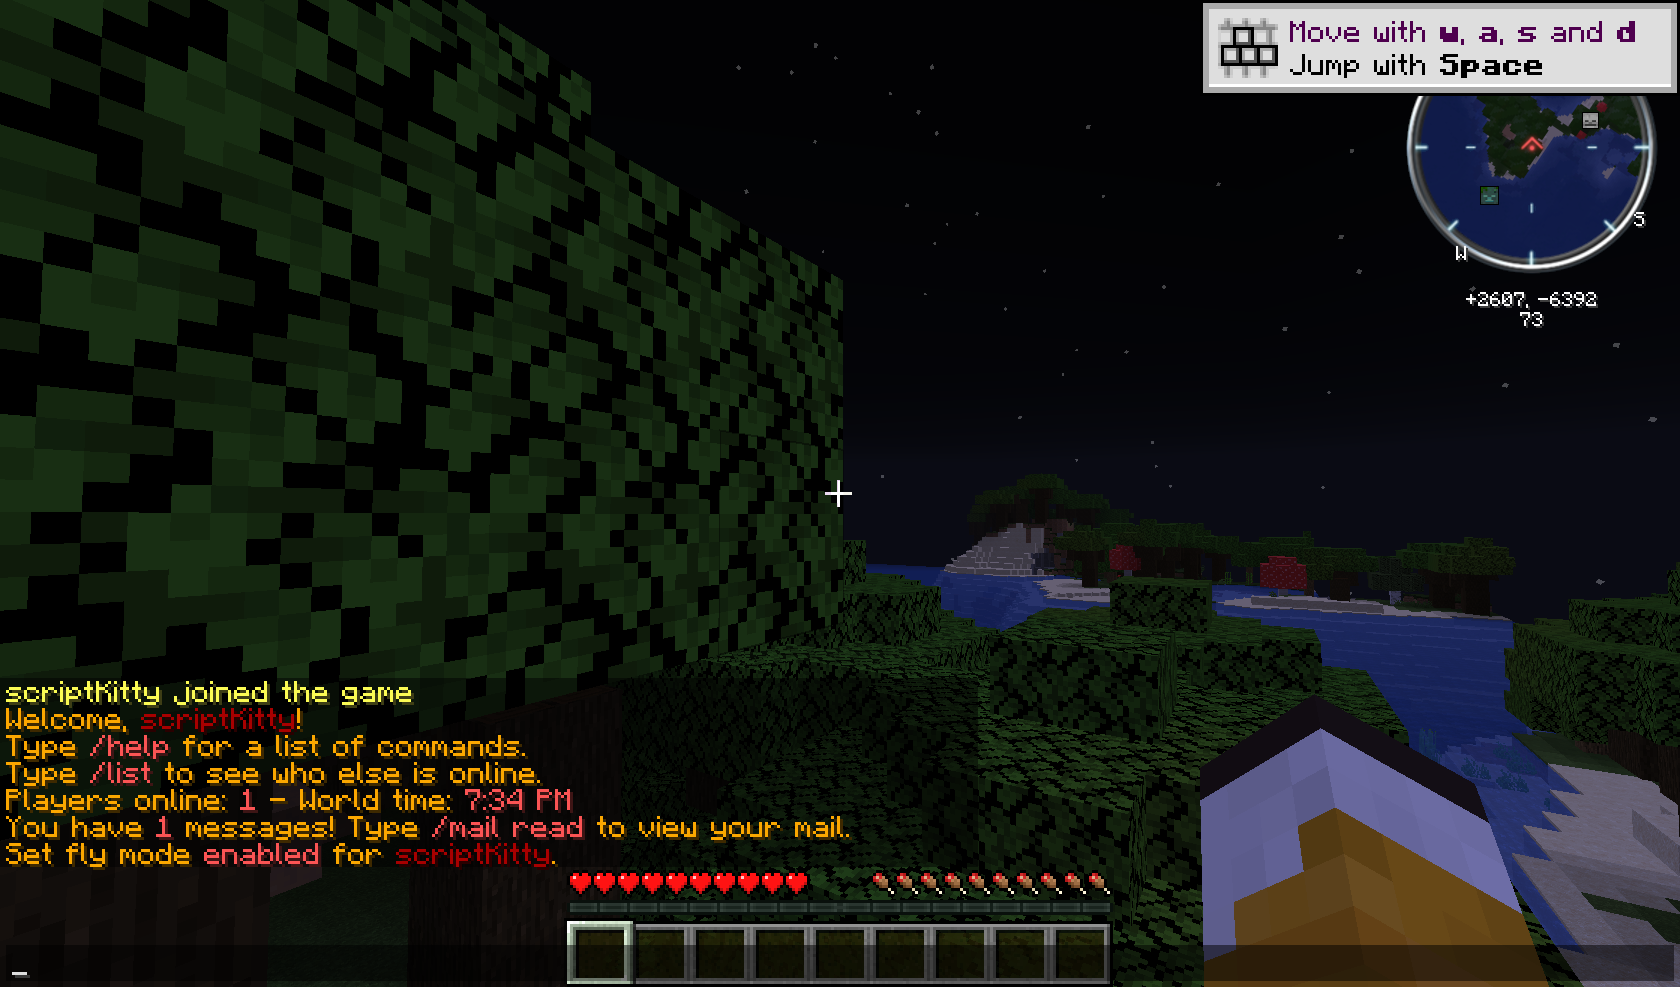 Move with w, a, s and d
Jump with Space
S
W
+2607, -6392
73
scriptKitty joined the game
Welcome, scriptKitty!
Type /help for a list of commands.
Type /list to see who else is online.
Players online: 1 - World time: 7:34 PM
You have 1 messages! Type /mail read to view your mail.
Set fly mode enabled for scriptKitty.
_